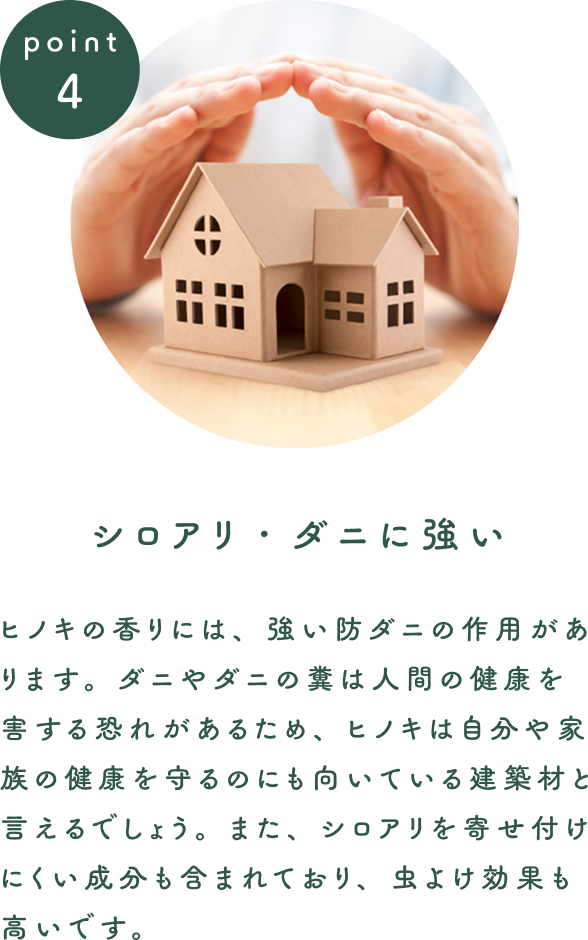 point
4
シロアリ・ダニに強い
ヒノキの香りには、強い防ダニの作用があ
ります。ダニやダニの糞は人間の健康を
害する恐れがあるため、ヒノキは自分や家
族の健康を守るのにも向いている建築材と
言えるでしょう。また、シロアリを寄せ付け
にくい成分も含まれており、虫よけ効果も
高いです。